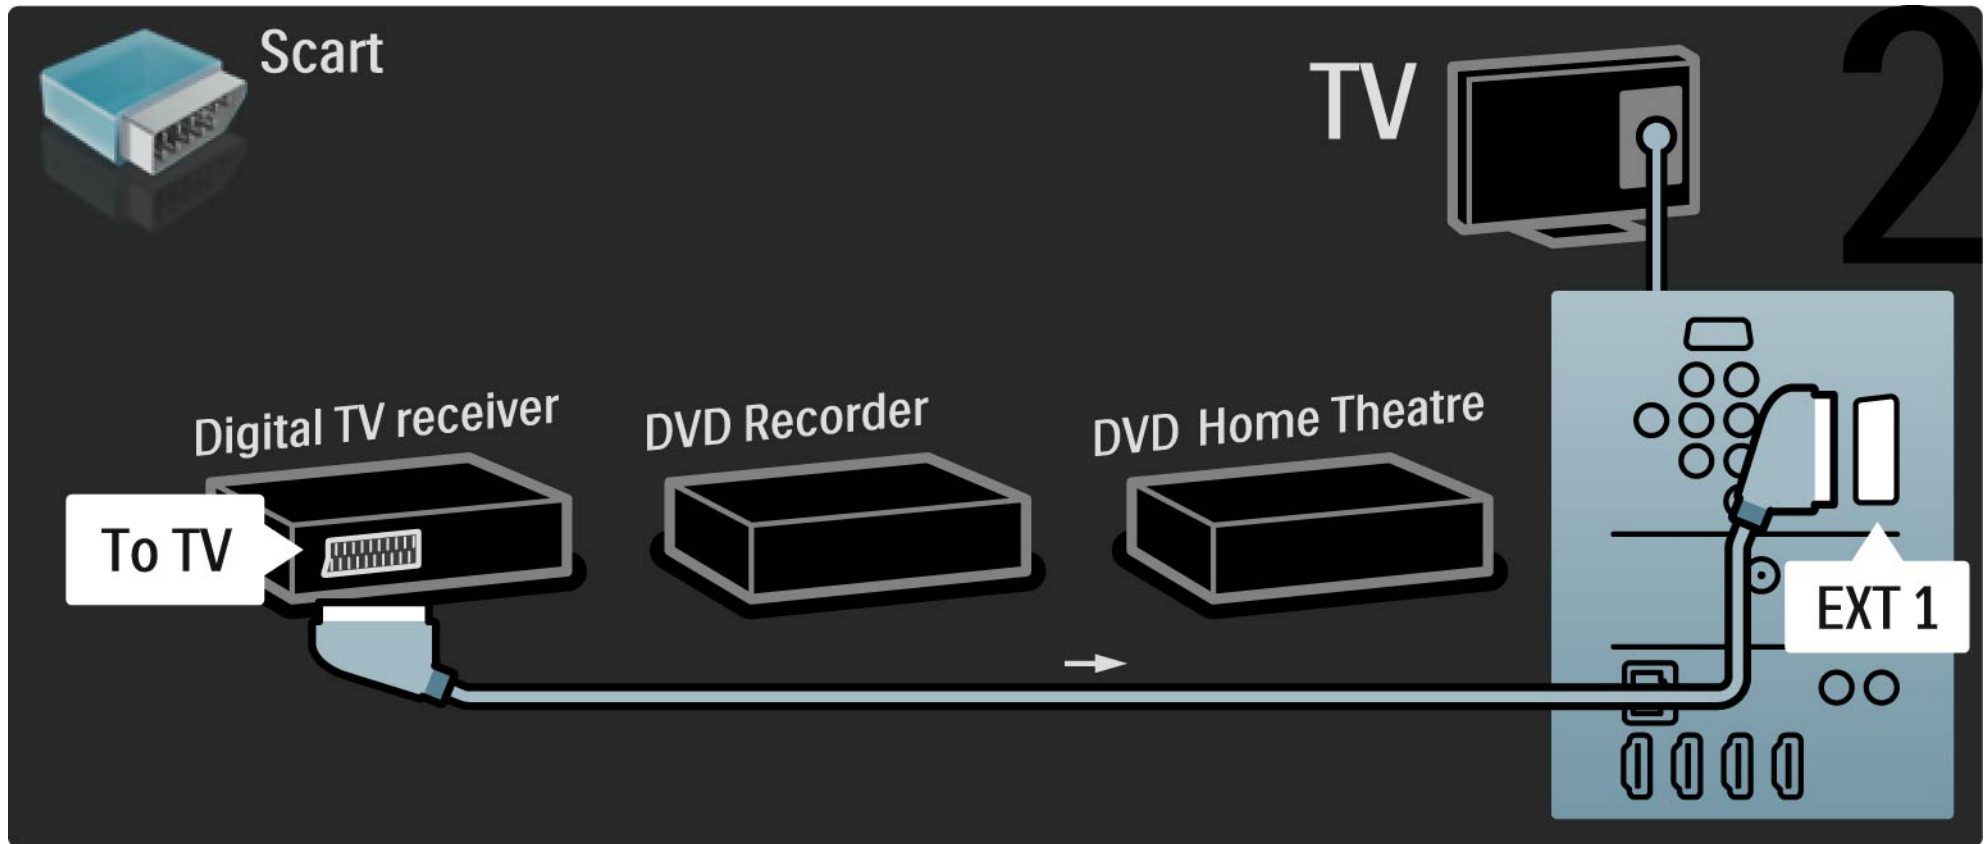 Scart
TV
2
Digital TV receiver
DVD Recorder
DVD Home Theatre
To TV
EXT 1